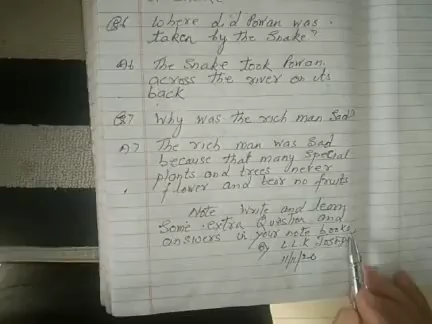 Q6 Where did Pawan was
taken by the Snake?
A6 The Snake took Pawan
across the river on its
back
Q7 Why was the rich man Sad?
A7 The rich man was Sad
because that many Special
plants and trees never
flower and bear no fruits
Note Write and learn
Some extra Question and
answers in your note books
By L.L.K
11/11/20